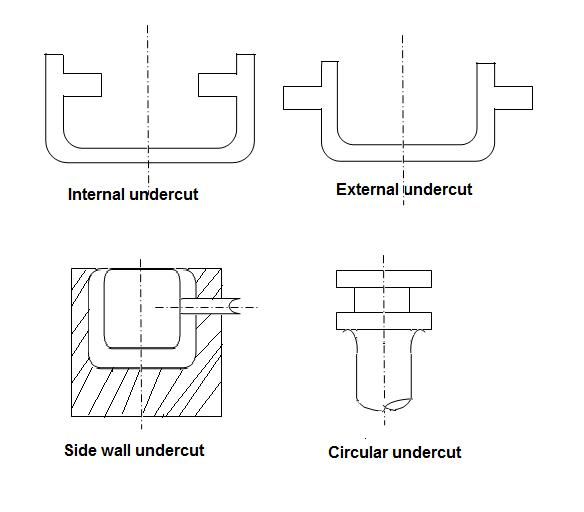 Internal undercut
External undercut
Side wall undercut
Circular undercut